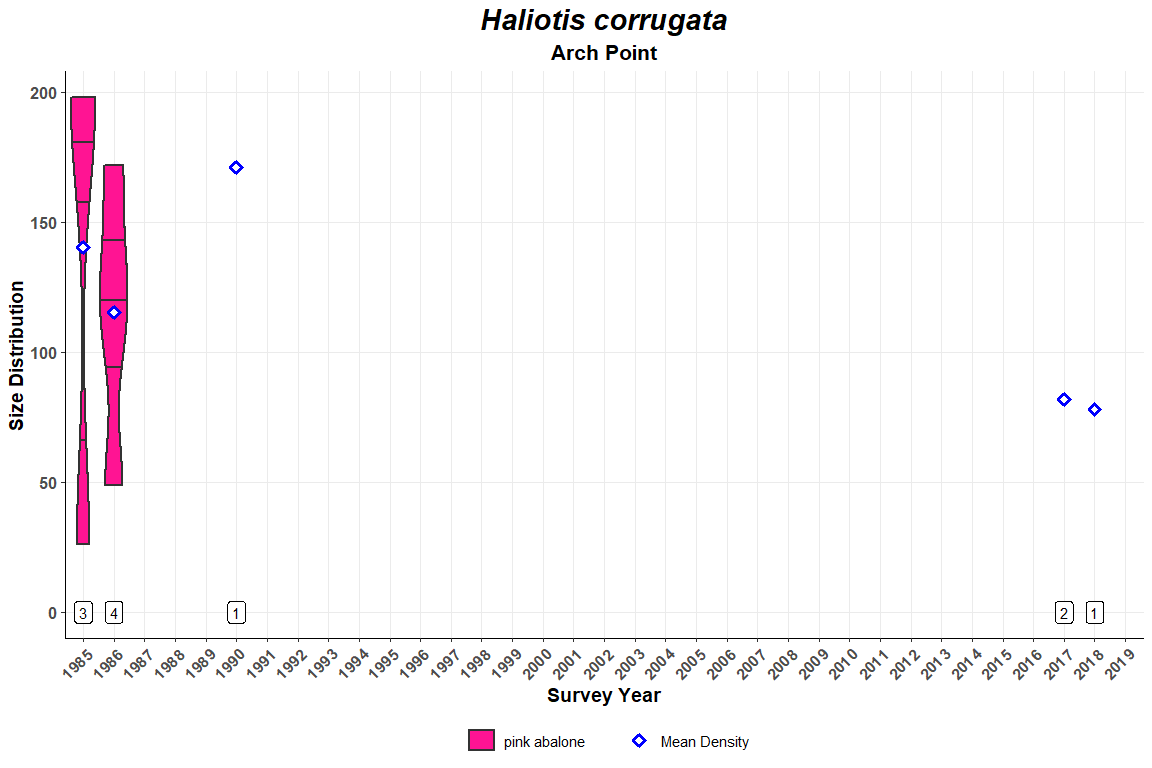 Haliotis corrugata
Arch Point
Size Distribution
200
150
100
50
0
3 4 1 2 1
1985 1986 1987 1988 1989 1990 1991 1992 1993 1994 1995 1996 1997 1998 1999 2000 2001 2002 2003 2004 2005 2006 2007 2008 2009 2010 2011 2012 2013 2014 2015 2016 2017 2018 2019
Survey Year
pink abalone Mean Density